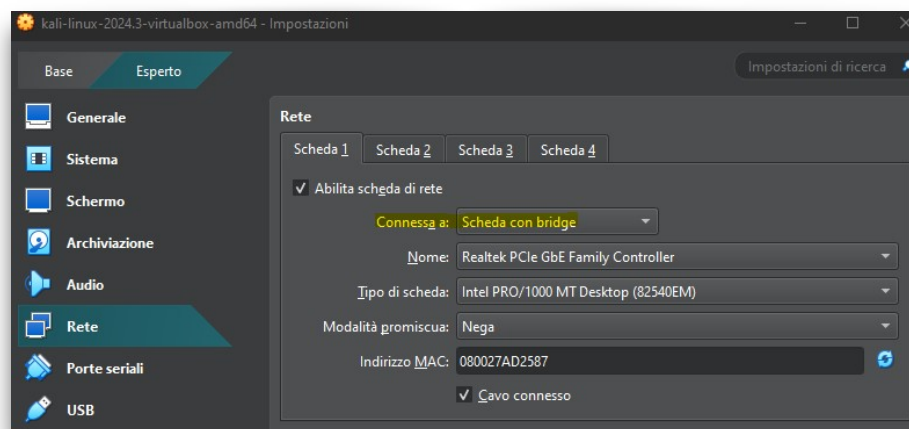 kali-linux-2024.3-virtualbox-amd64 - Impostazioni
Base Esperto Impostazioni di ricerca
Generale
Sistema
Schermo
Archiviazione
Audio
Rete
Porte seriali
USB
Rete
Scheda 1 Scheda 2 Scheda 3 Scheda 4
Abilita scheda di rete
Connessa a: Scheda con bridge
Nome: Realtek PCIe GbE Family Controller
Tipo di scheda: Intel PRO/1000 MT Desktop (82540EM)
Modalità promiscua: Nega
Indirizzo MAC: 080027AD2587
Cavo connesso